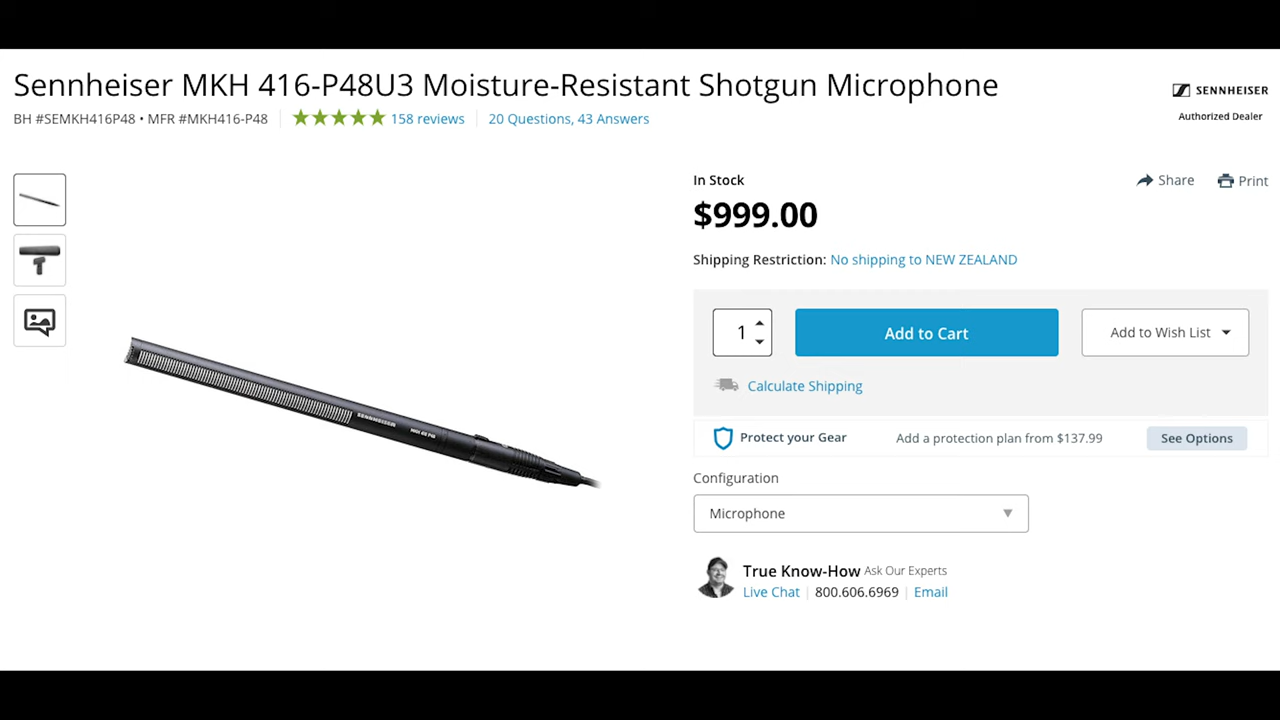 Sennheiser MKH 416-P48U3 Moisture-Resistant Shotgun Microphone
SENNHEISER
BH #SEMKH416P48 • MFR #MKH416-P48
158 reviews
20 Questions, 43 Answers
Authorized Dealer
In Stock
Share
Print
$999.00
Shipping Restriction: No shipping to NEW ZEALAND
1
Add to Cart
Add to Wish List
Calculate Shipping
SENNHEISER
Protect your Gear
Add a protection plan from $137.99
See Options
Configuration
Microphone
True Know-How Ask Our Experts
Live Chat | 800.606.6969 | Email